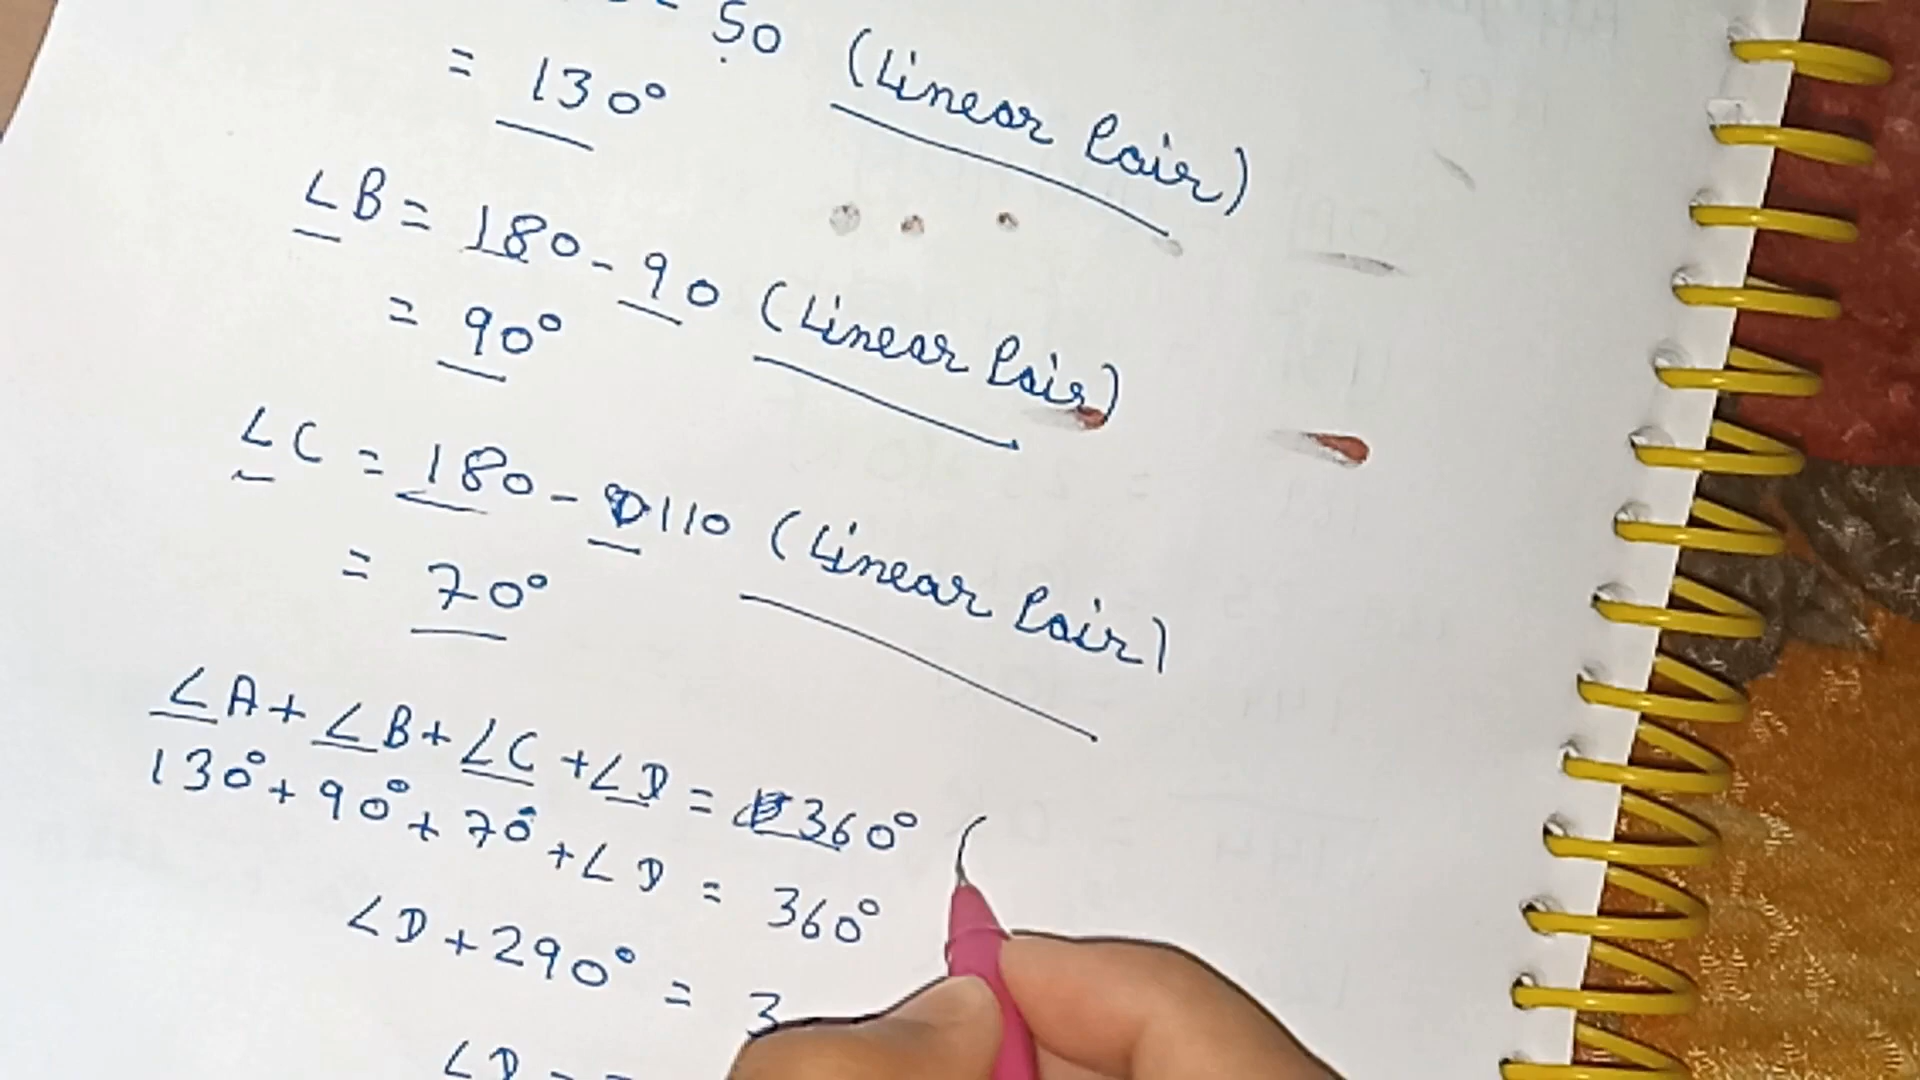 - 50 (Linear Pair)
= 130°
∠B = 180 - 90 (Linear Pair)
= 90°
∠C = 180 - 110 (Linear Pair)
= 70°
∠A + ∠B + ∠C + ∠D = 360° (
130° + 90° + 70° + ∠D = 360°
∠D + 290° = 3
∠D =